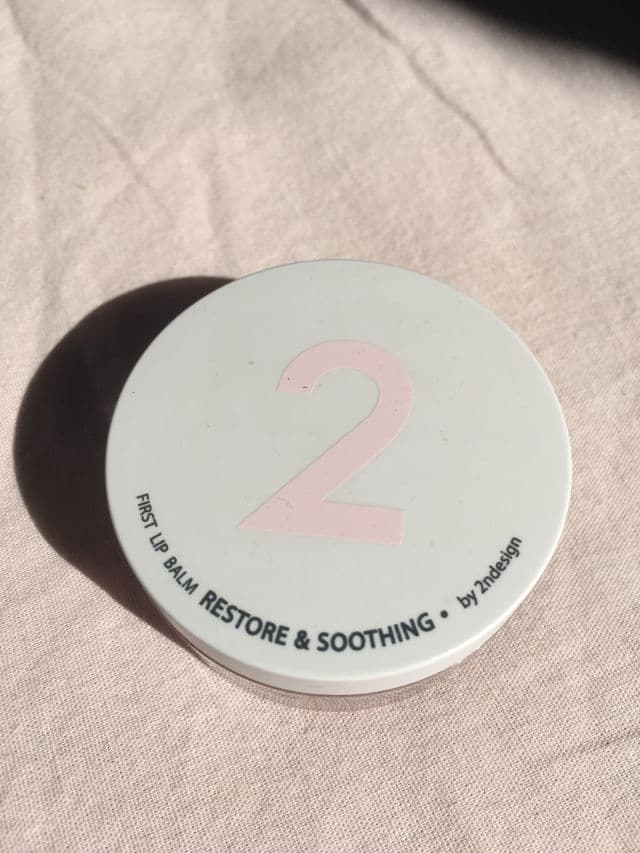 2
FIRST LIP BALM RESTORE & SOOTHING • by 2ndesign